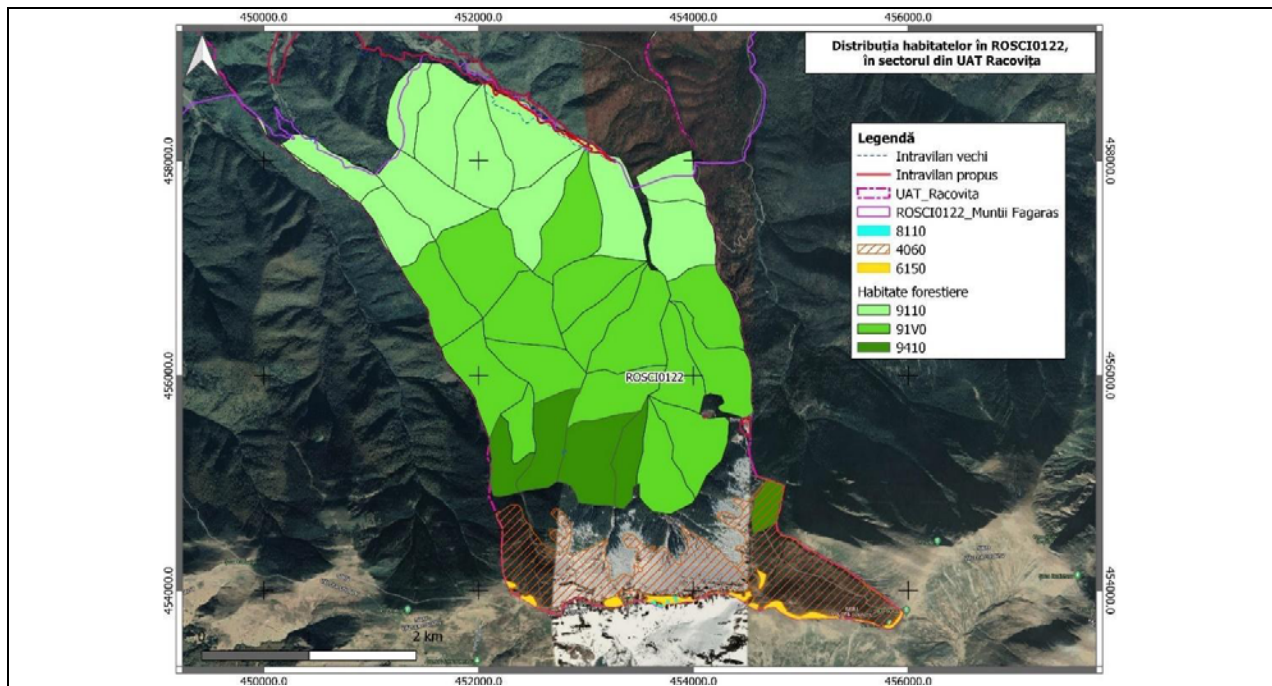 450000.0 452000.0 454000.0 456000.0
Distribuția habitatelor în ROSCI0122,
în sectorul din UAT Racovița
Legendă
Intravilan vechi
Intravilan propus
UAT_Racovita
ROSCI0122_Muntii Fagaras
8110
4060
6150
Habitate forestiere
9110
91V0
9410
458000.0 458000.0
456000.0 456000.0
ROSCI0122
454000.0 454000.0
0 2 km
450000.0 452000.0 454000.0 456000.0